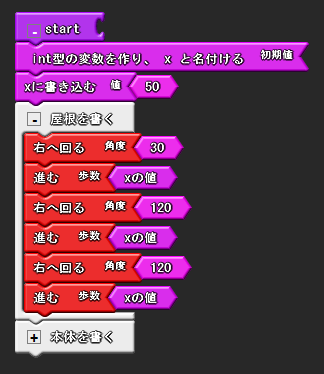 - start
int型の変数を作り、 x と名付ける 初期値
xに書き込む 値 50
- 屋根を書く
右へ回る 角度 30
進む 歩数 xの値
右へ回る 角度 120
進む 歩数 xの値
右へ回る 角度 120
進む 歩数 xの値
+ 本体を書く